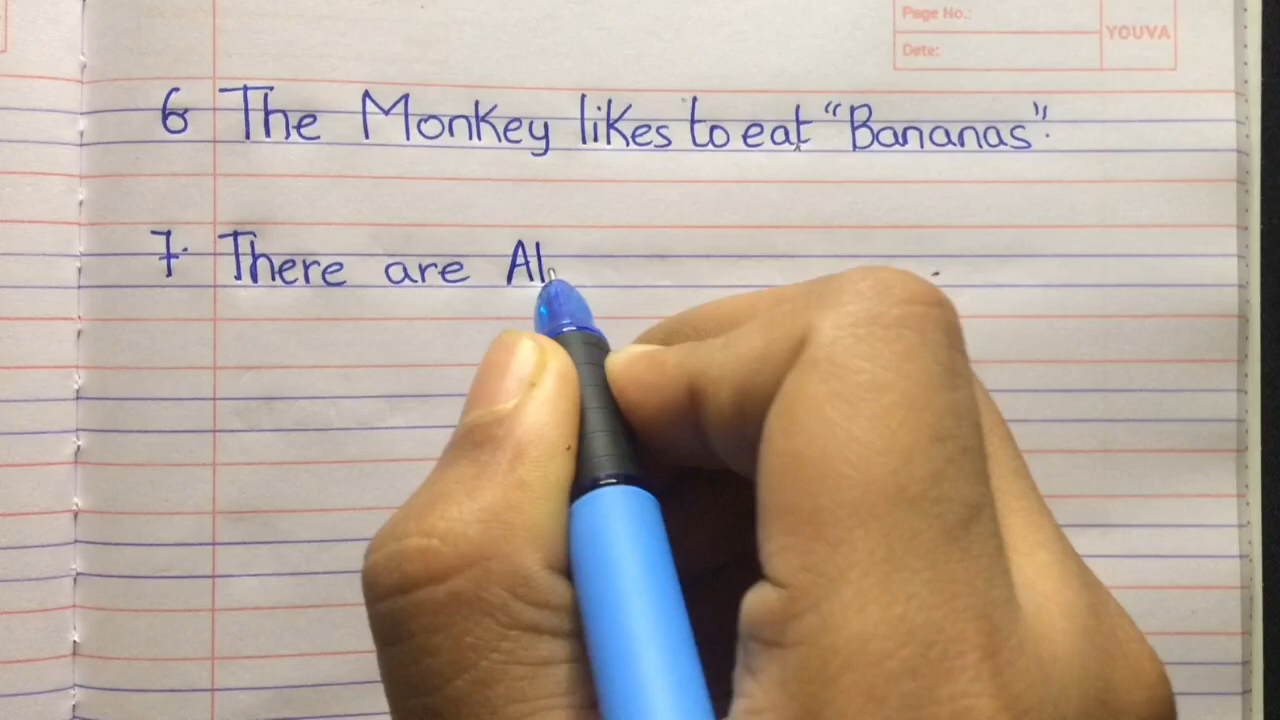 Page No.:
YOUVA
Date:
6 The Monkey likes to eat "Bananas".
7. There are Al